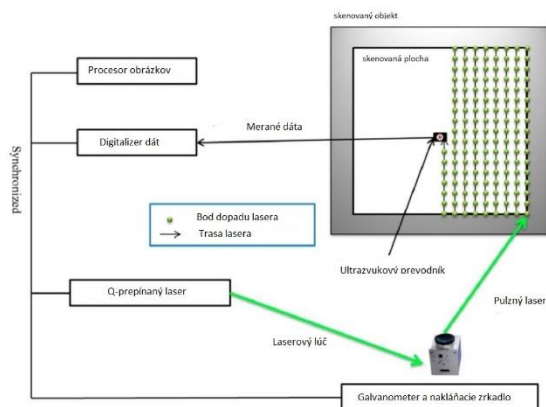 skenovaný objekt
Procesor obrázkov
skenovaná plocha
Merané dáta
Digitalizer dát
Synchronized
Bod dopadu lasera
Trasa lasera
Ultrazvukový prevodník
Q-prepínaný laser
Pulzný laser
Laserový lúč
Galvanometer a nakláňacie zrkadlo